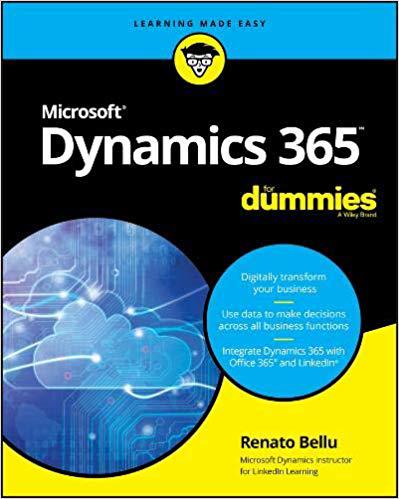 LEARNING MADE EASY
Microsoft®
Dynamics 365™
for
dummies®
A Wiley Brand
Digitally transform
your business
Use data to make decisions
across all business functions
Integrate Dynamics 365 with
Office 365® and LinkedIn®
Renato Bellu
Microsoft Dynamics instructor
for LinkedIn Learning